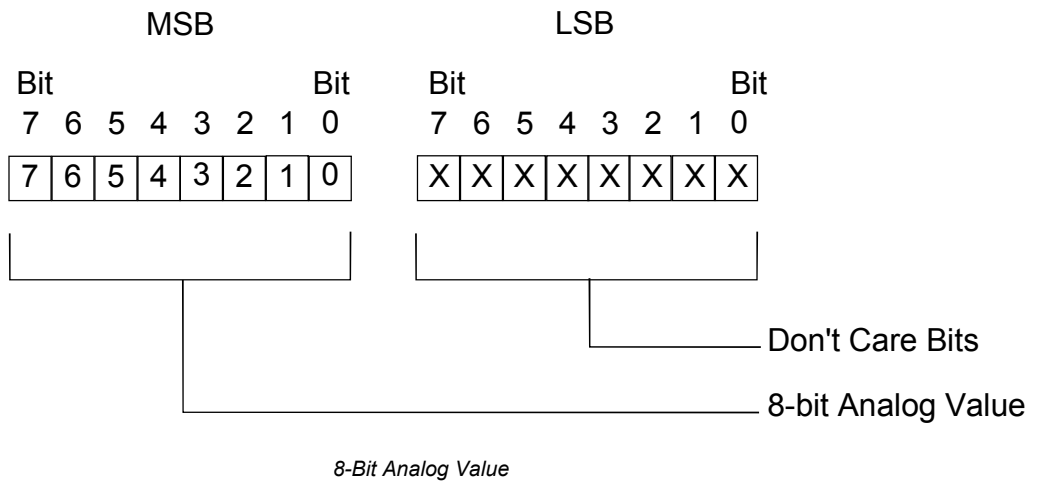 MSB LSB
Bit Bit Bit Bit
7 6 5 4 3 2 1 0 7 6 5 4 3 2 1 0
7 6 5 4 3 2 1 0 X X X X X X X X
Don't Care Bits
8-bit Analog Value
8-Bit Analog Value